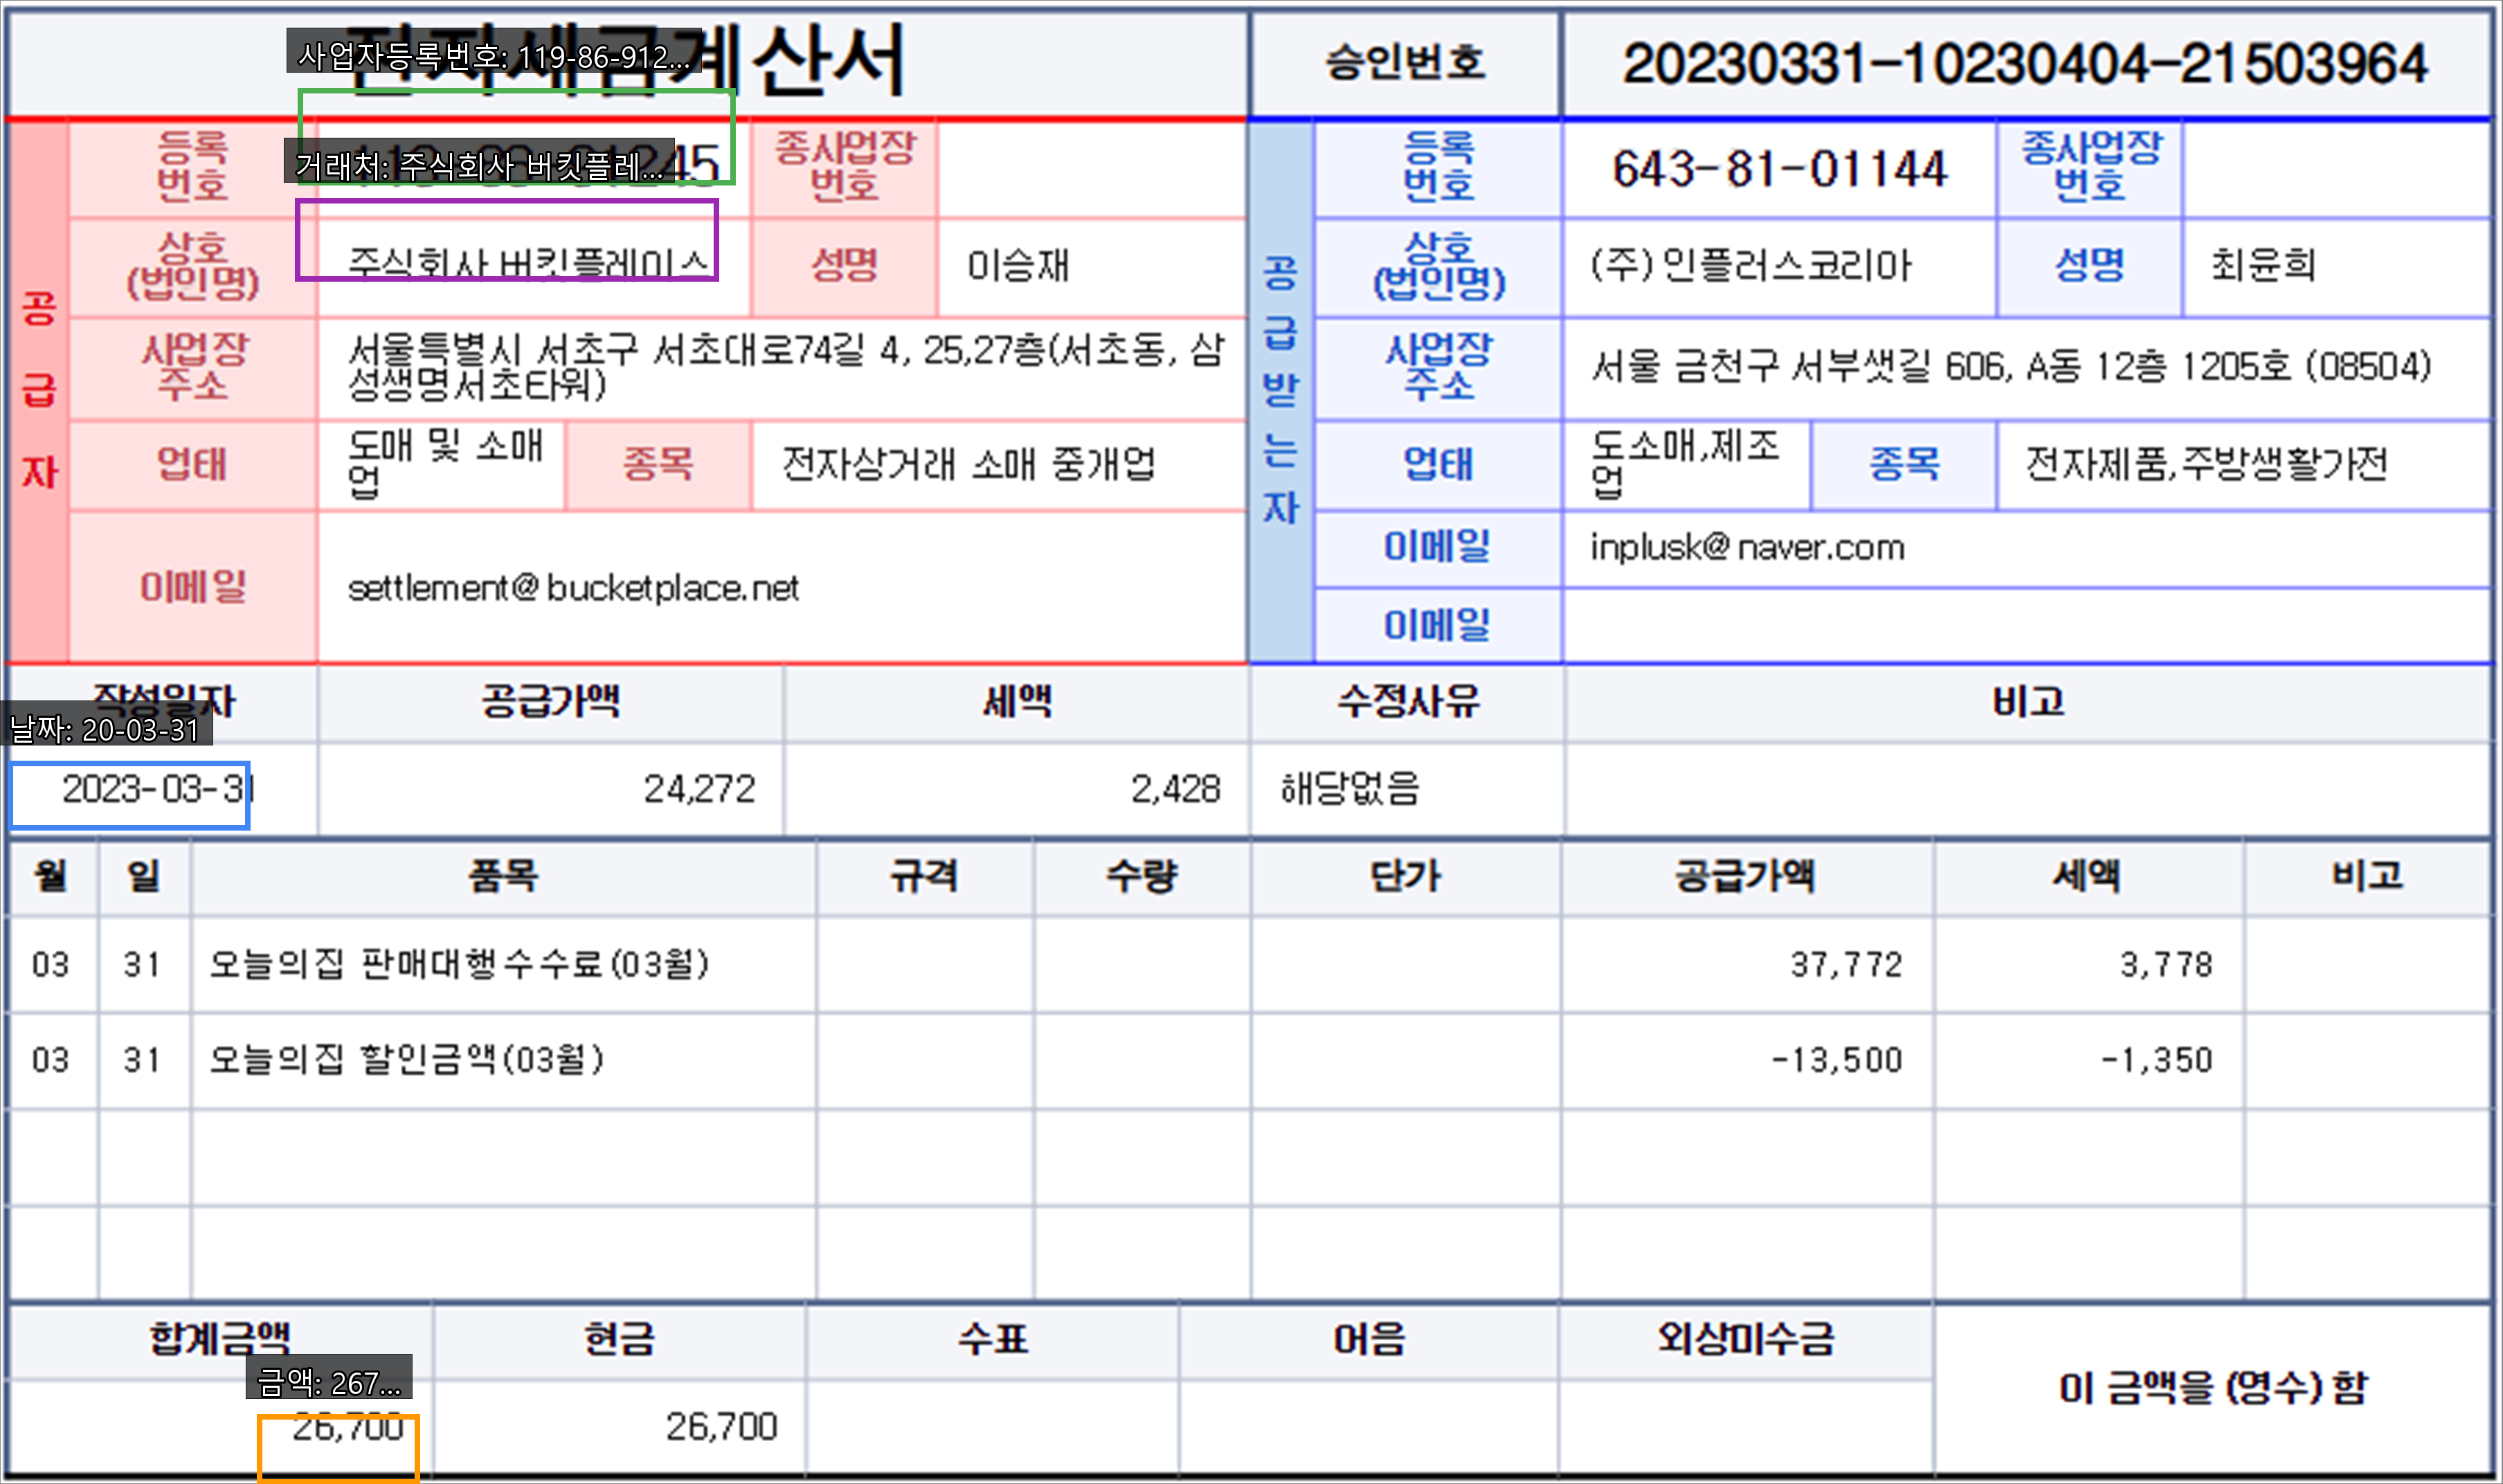 사업자등록번호: 119-86-912...
계산서
승인번호 20230331-10230404-21503964
공급자
등록번호 245 종사업장번호
거래처: 주식회사 버킷플레...
상호(법인명) 주식회사 버킷플레이스 성명 이승재
사업장주소 서울특별시 서초구 서초대로74길 4, 25,27층(서초동, 삼
성생명서초타워)
업태 도매 및 소매
업 종목 전자상거래 소매 중개업
이메일 settlement@bucketplace.net
공급받는자
등록번호 643-81-01144 종사업장번호
상호(법인명) (주)인플러스코리아 성명 최윤희
사업장주소 서울 금천구 서부샛길 606, A동 12층 1205호 (08504)
업태 도소매,제조
업 종목 전자제품,주방생활가전
이메일 inplusk@naver.com
이메일
작성일자 공급가액 세액 수정사유 비고
날짜: 20-03-31
2023-03-31 24,272 2,428 해당없음
월 일 품목 규격 수량 단가 공급가액 세액 비고
03 31 오늘의집 판매대행수수료(03월) 37,772 3,778
03 31 오늘의집 할인금액(03월) -13,500 -1,350
합계금액 현금 수표 어음 외상미수금
이 금액을 (영수) 함
금액: 267...
26,700 26,700